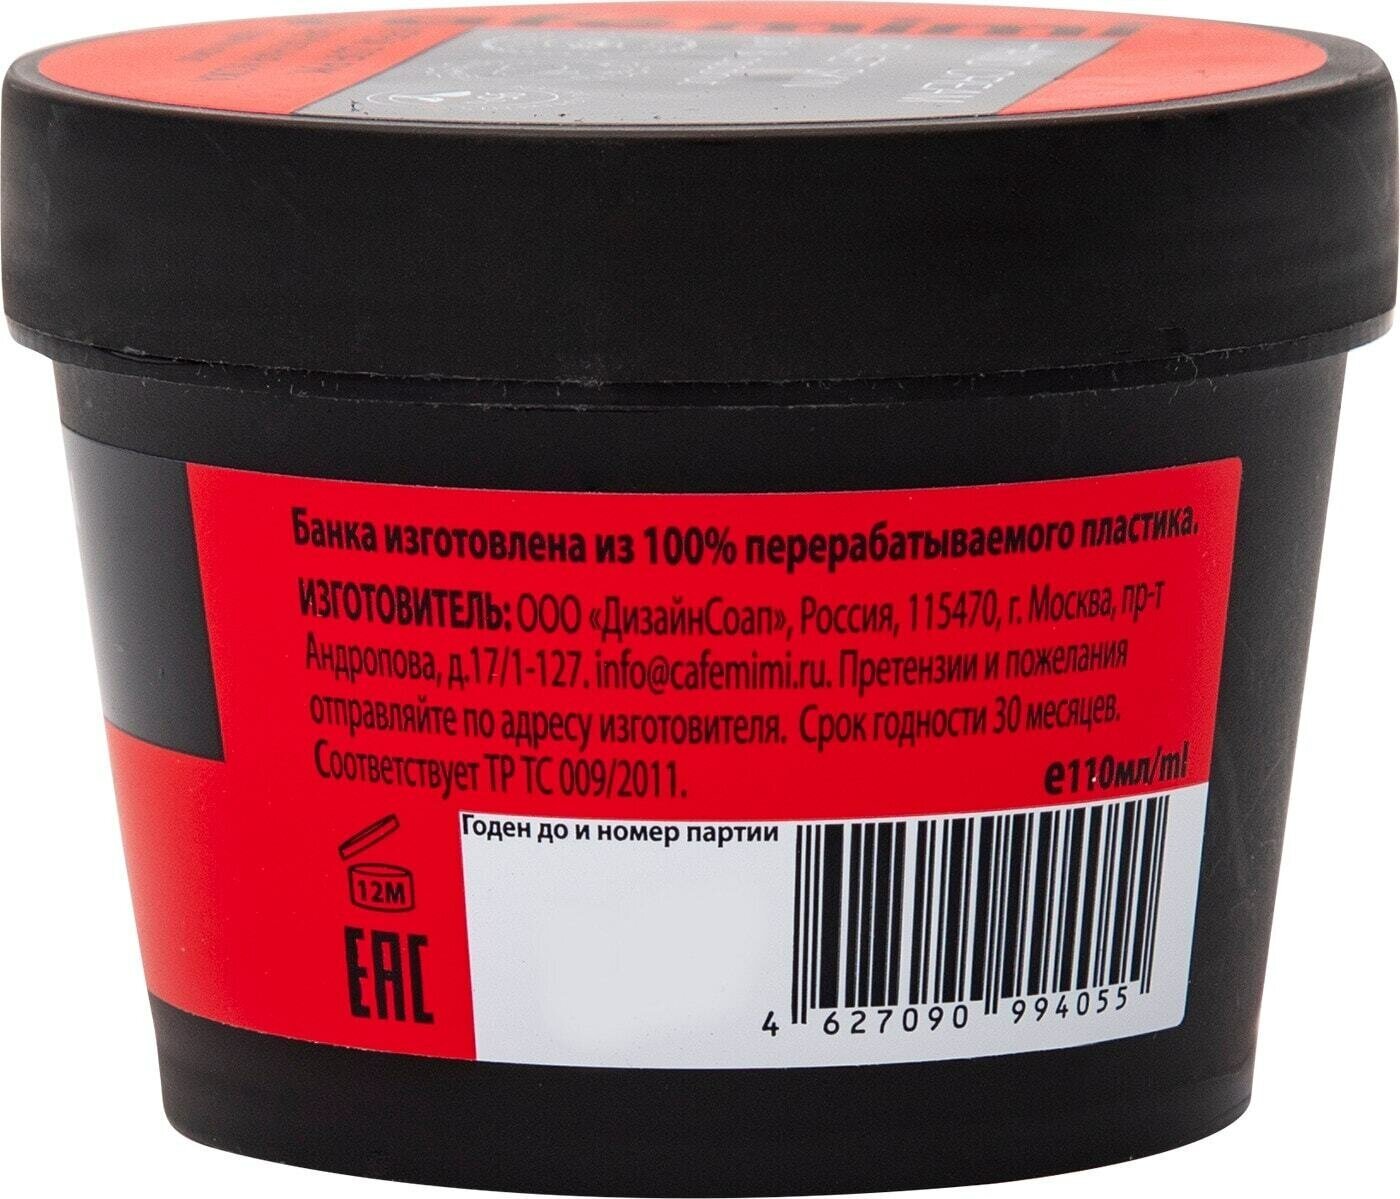 Банка изготовлена из 100% перерабатываемого пластика.
ИЗГОТОВИТЕЛЬ: ООО «ДизайнСоап», Россия, 115470, г. Москва, пр-т
Андропова, д.17/1-127. info@cafemimi.ru. Претензии и пожелания
отправляйте по адресу изготовителя. Срок годности 30 месяцев.
Соответствует ТР ТС 009/2011.
℮110мл/ml
Годен до и номер партии
12M
EAC
4 627090 994055